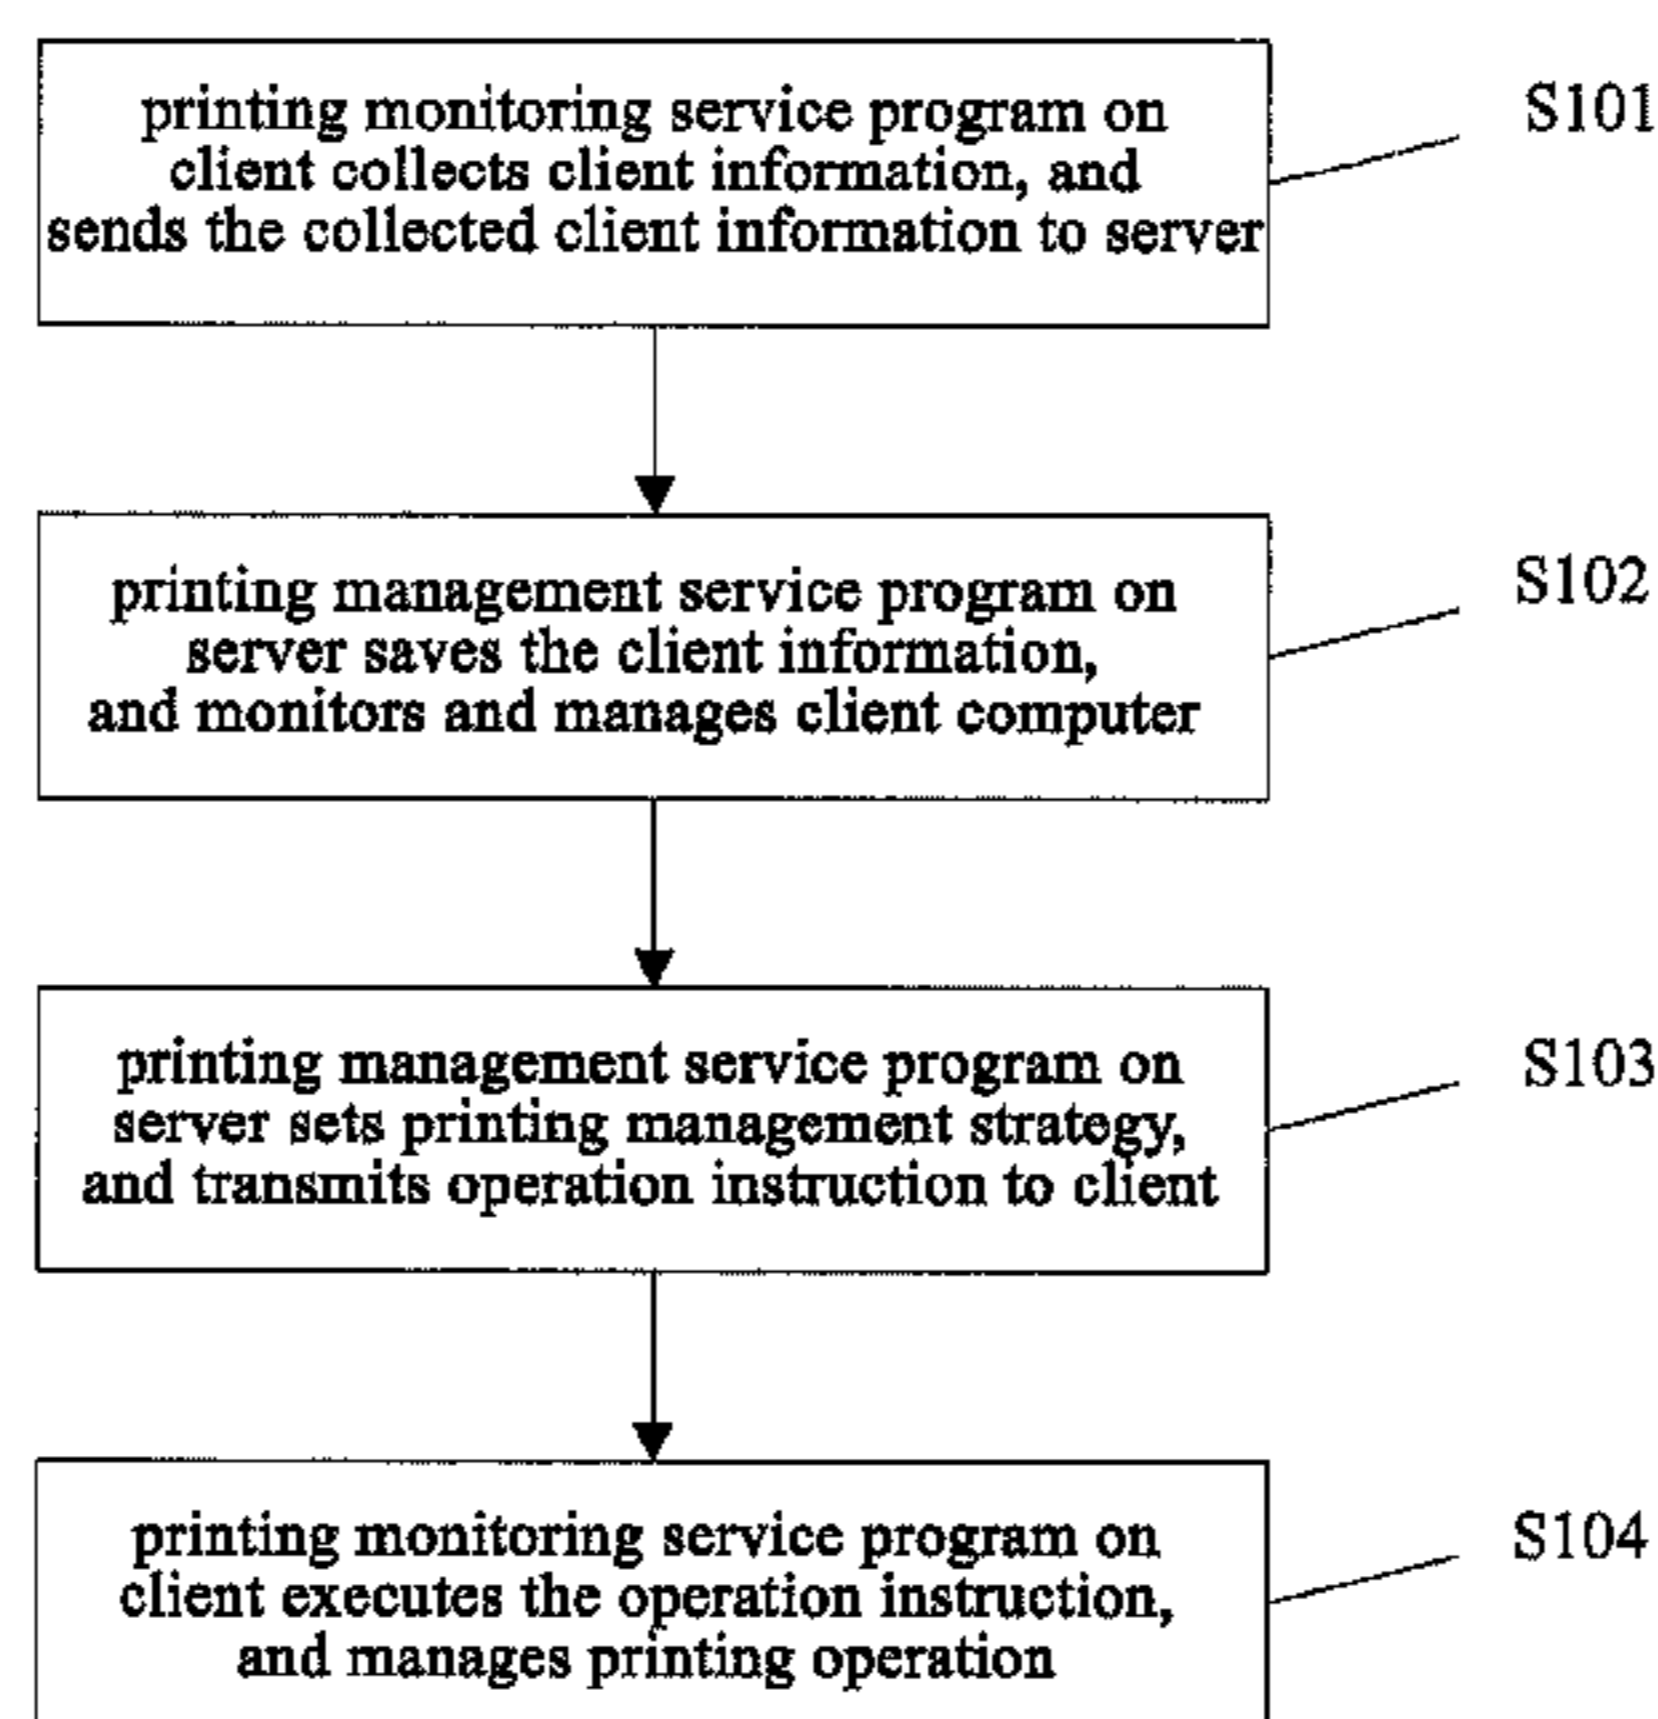 printing monitoring service program on
client collects client information, and
sends the collected client information to server
S101
printing management service program on
server saves the client information,
and monitors and manages client computer
S102
printing management service program on
server sets printing management strategy,
and transmits operation instruction to client
S103
printing monitoring service program on
client executes the operation instruction,
and manages printing operation
S104